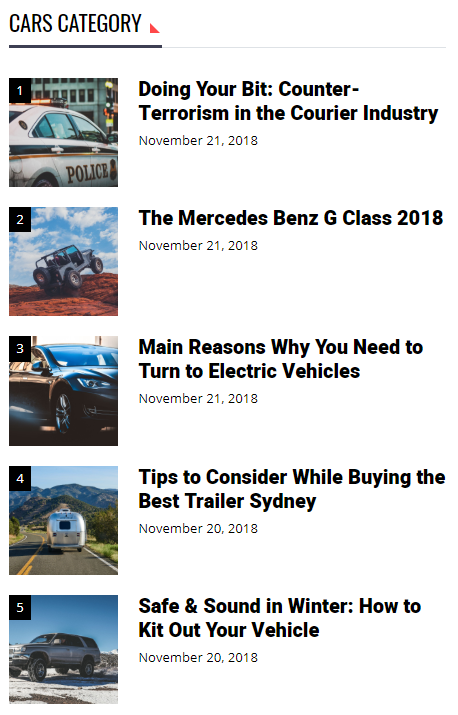 CARS CATEGORY
1
Doing Your Bit: Counter-
Terrorism in the Courier Industry
November 21, 2018
POLICE
2
The Mercedes Benz G Class 2018
November 21, 2018
3
Main Reasons Why You Need to
Turn to Electric Vehicles
November 21, 2018
4
Tips to Consider While Buying the
Best Trailer Sydney
November 20, 2018
5
Safe & Sound in Winter: How to
Kit Out Your Vehicle
November 20, 2018